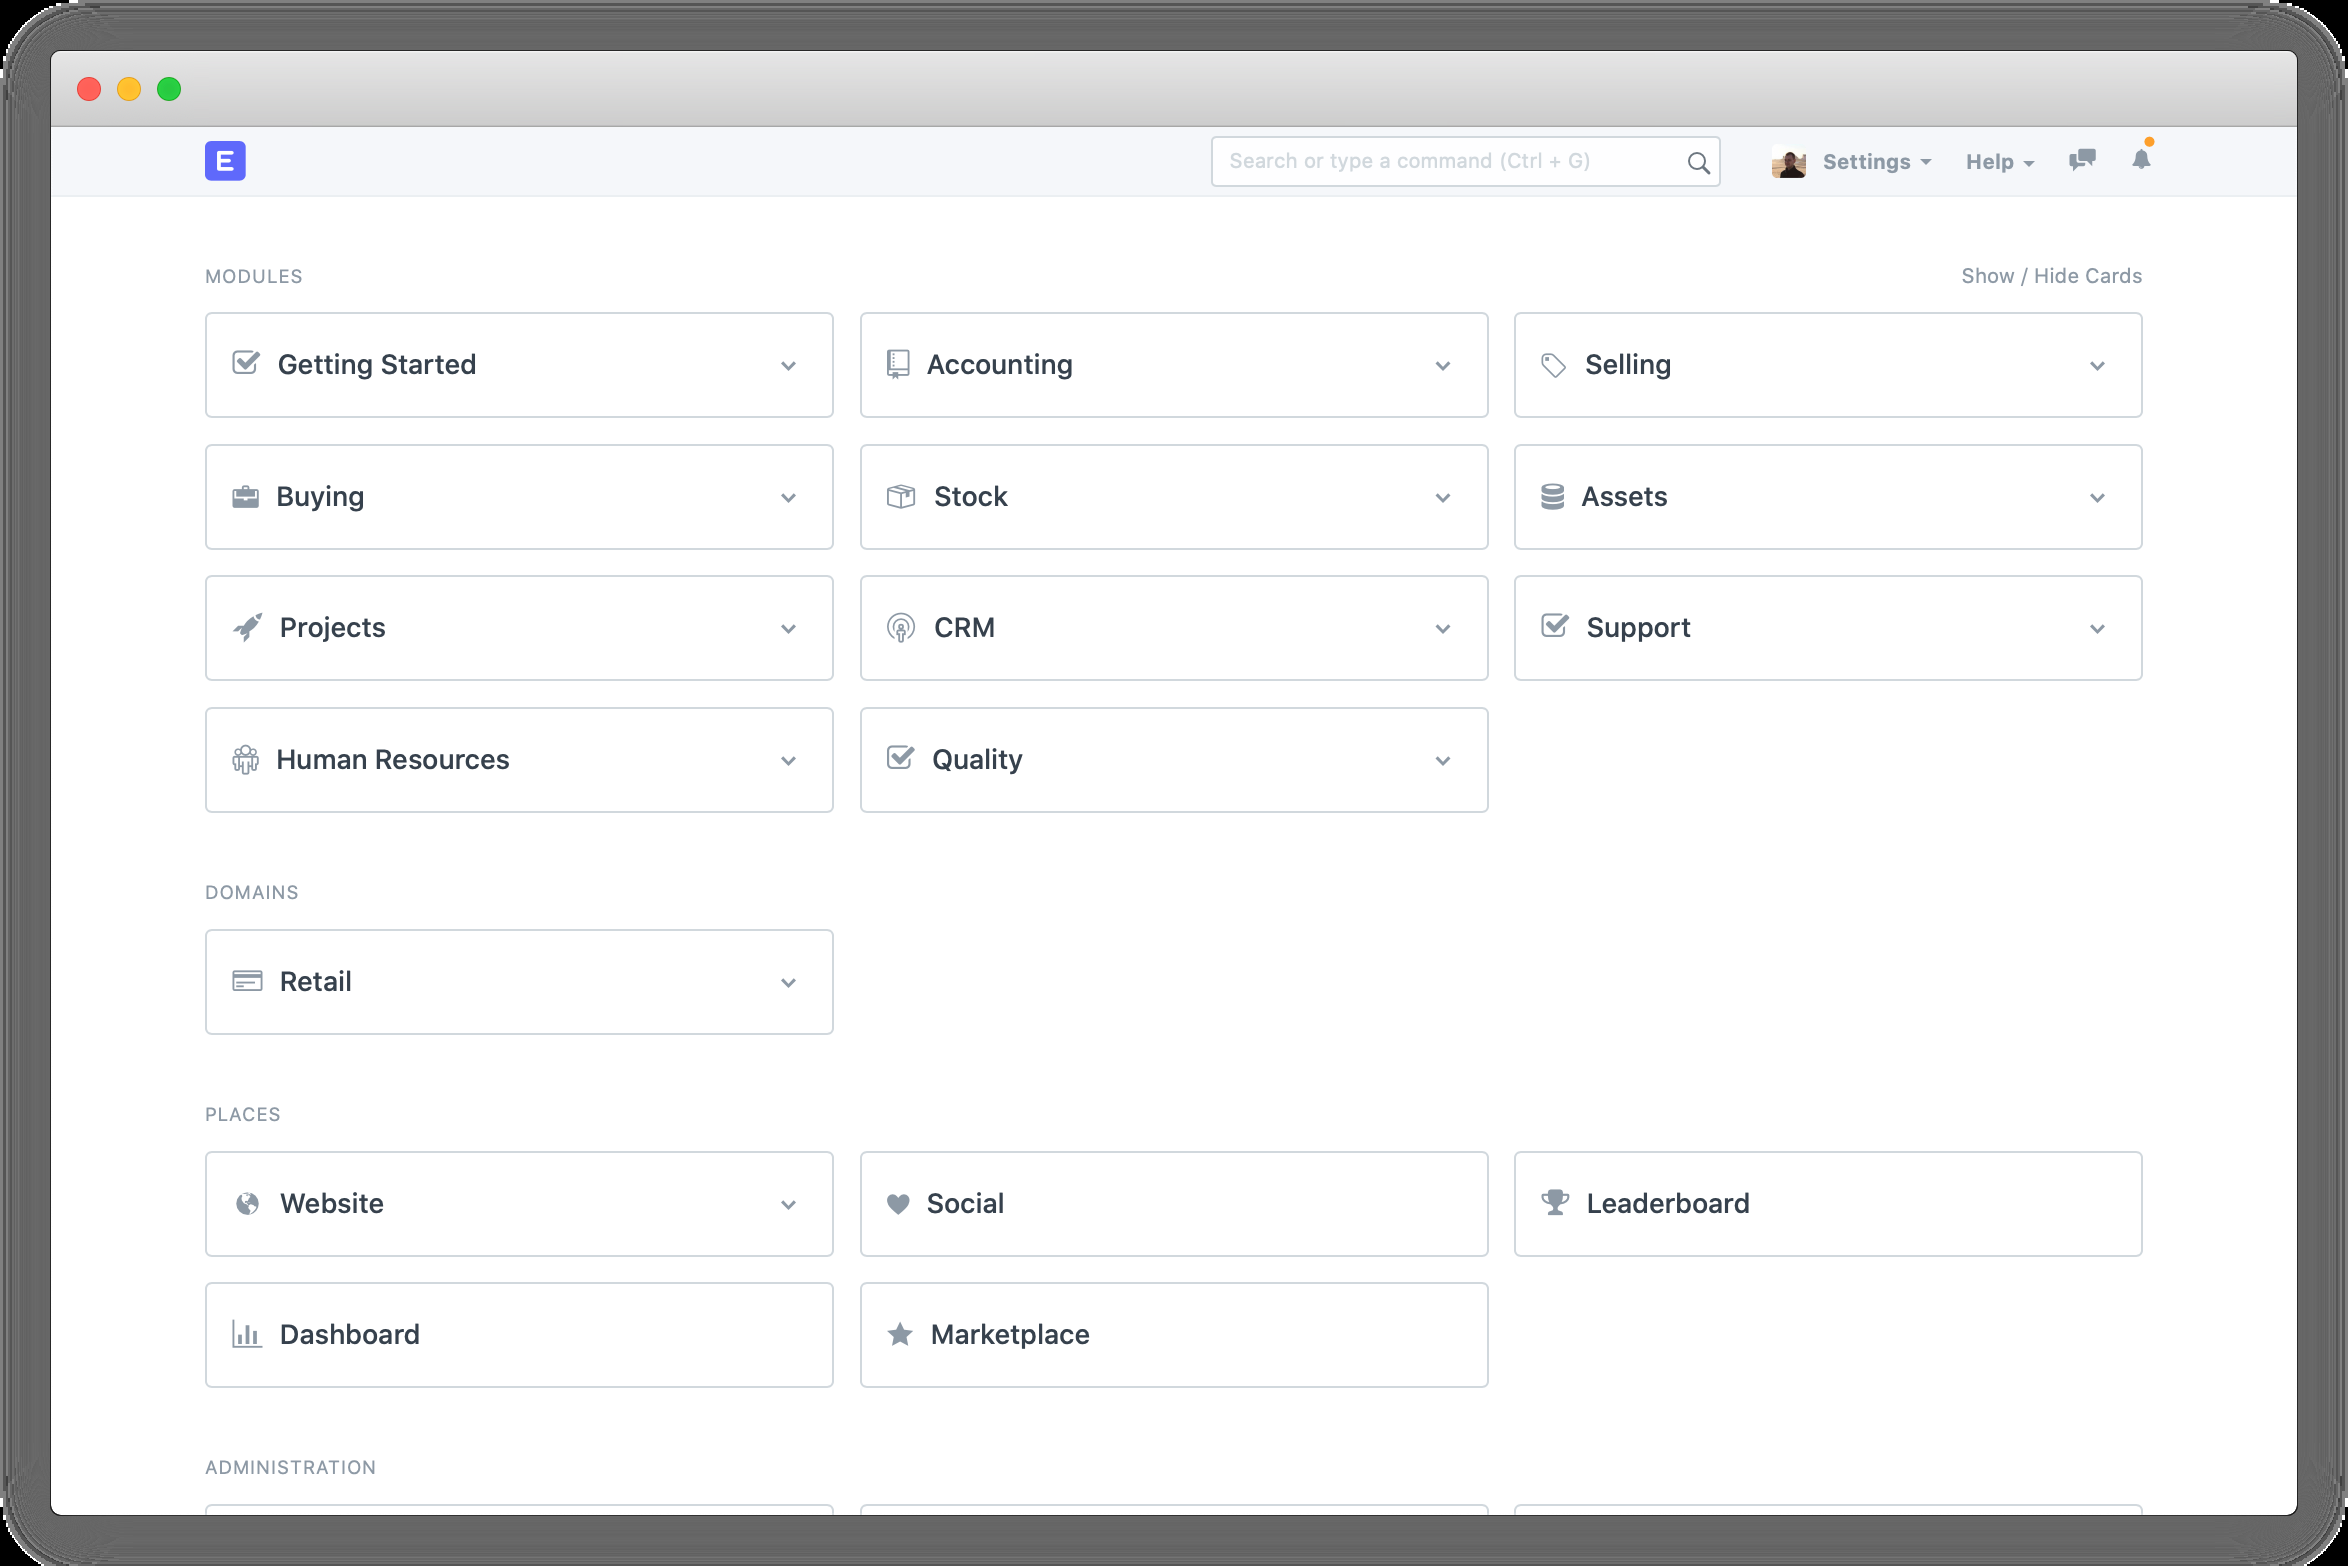 E
Search or type a command (Ctrl + G)
Settings
Help
MODULES
Show / Hide Cards
Getting Started
Accounting
Selling
Buying
Stock
Assets
Projects
CRM
Support
Human Resources
Quality
DOMAINS
Retail
PLACES
Website
Social
Leaderboard
Dashboard
Marketplace
ADMINISTRATION